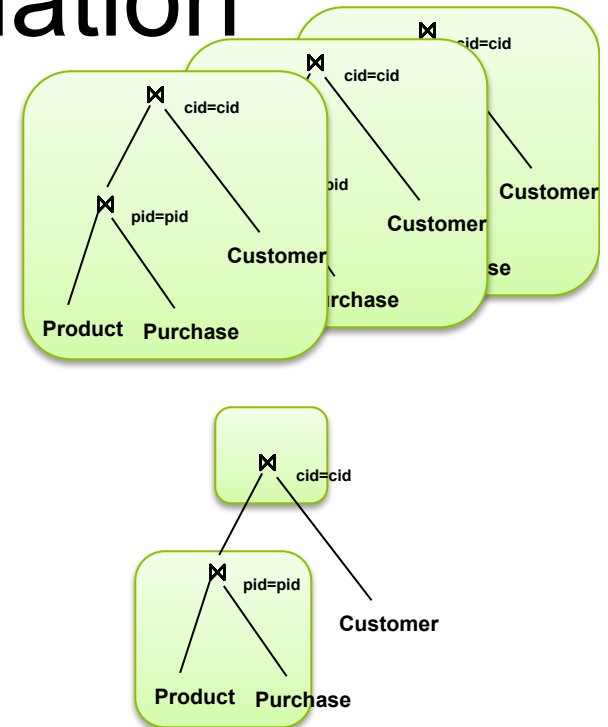 lation
⋈ cid=cid
⋈ cid=cid
⋈ cid=cid
pid
⋈ pid=pid
Customer
Customer
Customer
se
rchase
Product Purchase
⋈ cid=cid
⋈ pid=pid
Customer
Product Purchase